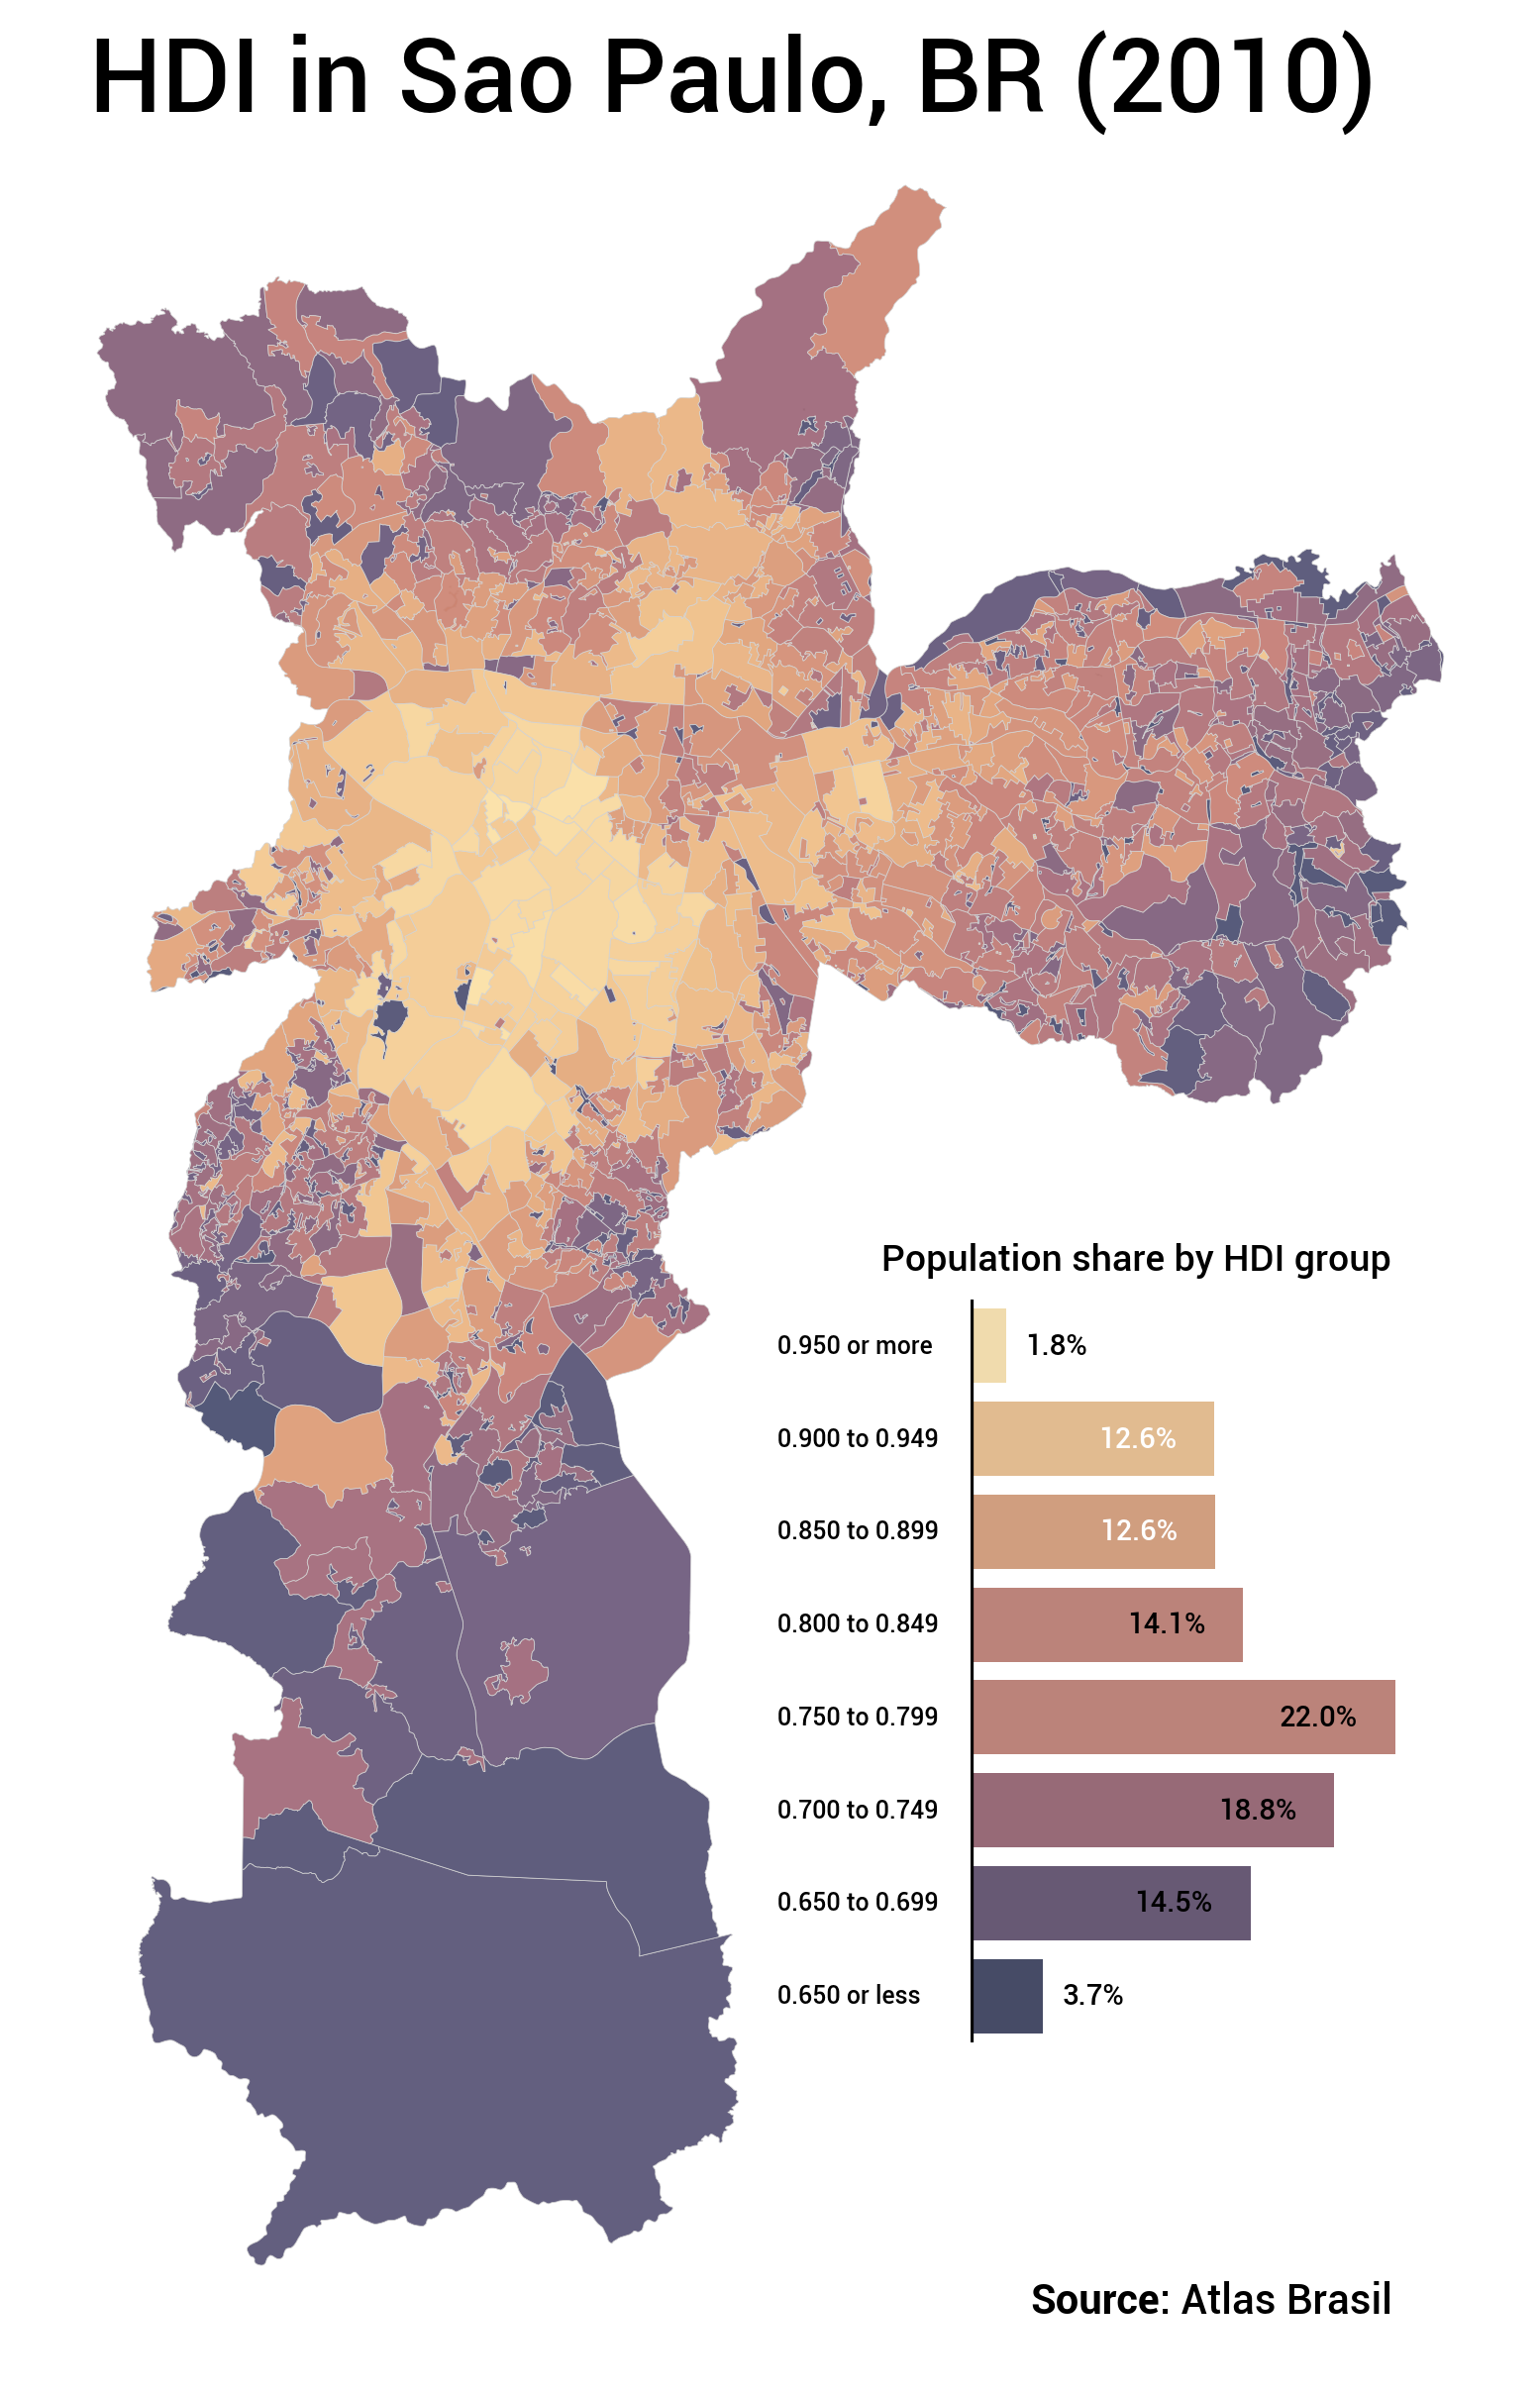 HDI in Sao Paulo, BR (2010)
Population share by HDI group
0.950 or more 1.8%
0.900 to 0.949 12.6%
0.850 to 0.899 12.6%
0.800 to 0.849 14.1%
0.750 to 0.799 22.0%
0.700 to 0.749 18.8%
0.650 to 0.699 14.5%
0.650 or less 3.7%
Source: Atlas Brasil